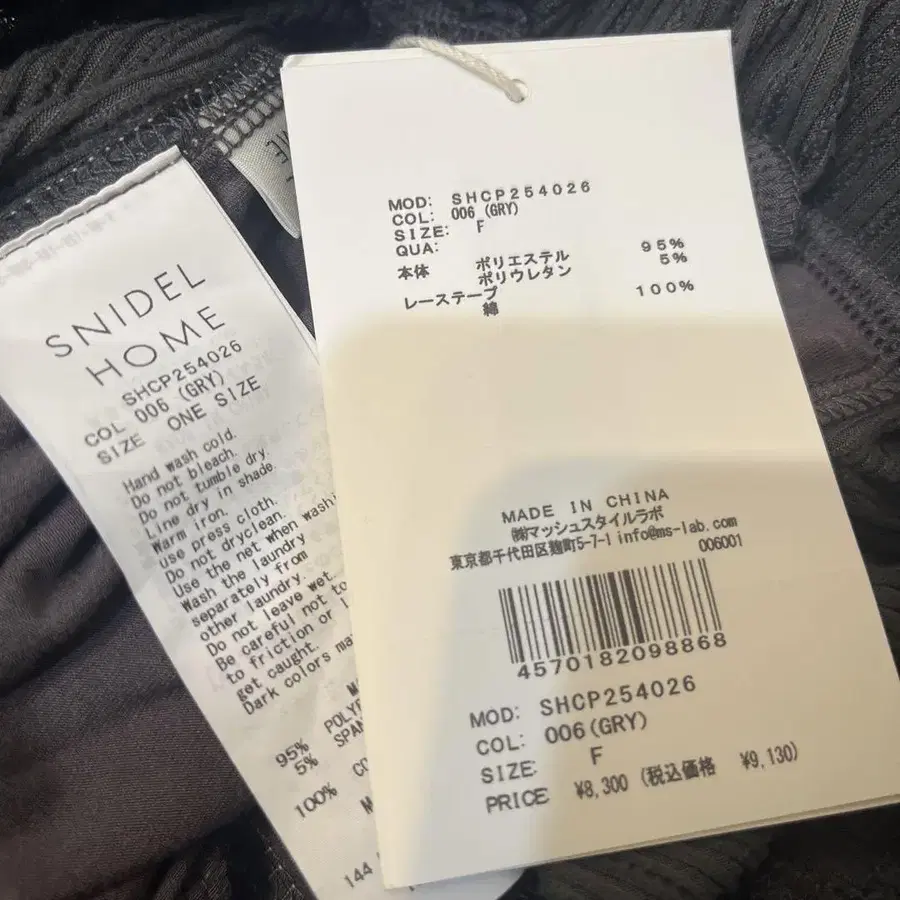 SNIDEL
HOME
SHCP254026
COL 006 (GRY)
SIZE ONE SIZE
Hand wash cold.
Do not bleach.
Do not tumble dry.
Line dry in shade.
Warm iron.
use press cloth.
Do not dryclean.
Use the net when
Wash the laundry
separately from
other laundry.
Do not leave wet.
Be careful not to
to friction or
get caught.
Dark colors
95%
5%
100%
144
MOD: SHCP254026
COL: 006 (GRY)
SIZE: F
QUA:
本体 ポリエステル 95%
ポリウレタン 5%
レーステープ
綿 100%
MADE IN CHINA
㈱マッシュスタイルラボ
東京都千代田区麹町5-7-1 info@ms-lab.com
006001
4570182098868
MOD: SHCP254026
COL: 006(GRY)
SIZE: F
PRICE ¥8,300 (税込価格 ¥9,130)